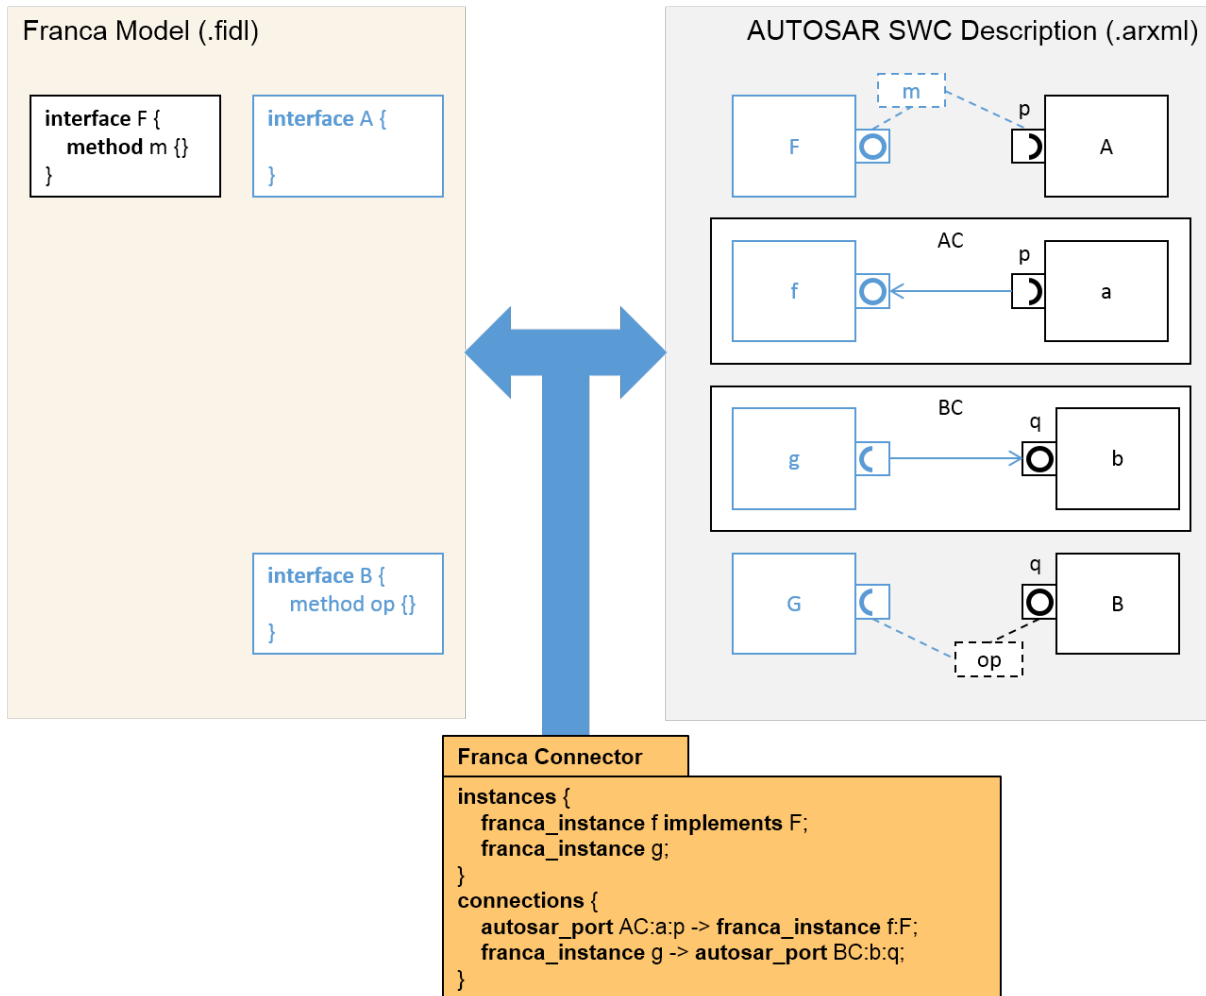 Franca Model (.fidl)
interface F {
method m {}
}
interface A {
}
interface B {
method op {}
}
AUTOSAR SWC Description (.arxml)
m
F
p
A
AC
f
p
a
BC
g
q
b
G
q
B
op
Franca Connector
instances {
franca_instance f implements F;
franca_instance g;
}
connections {
autosar_port AC:a:p -> franca_instance f:F;
franca_instance g -> autosar_port BC:b:q;
}